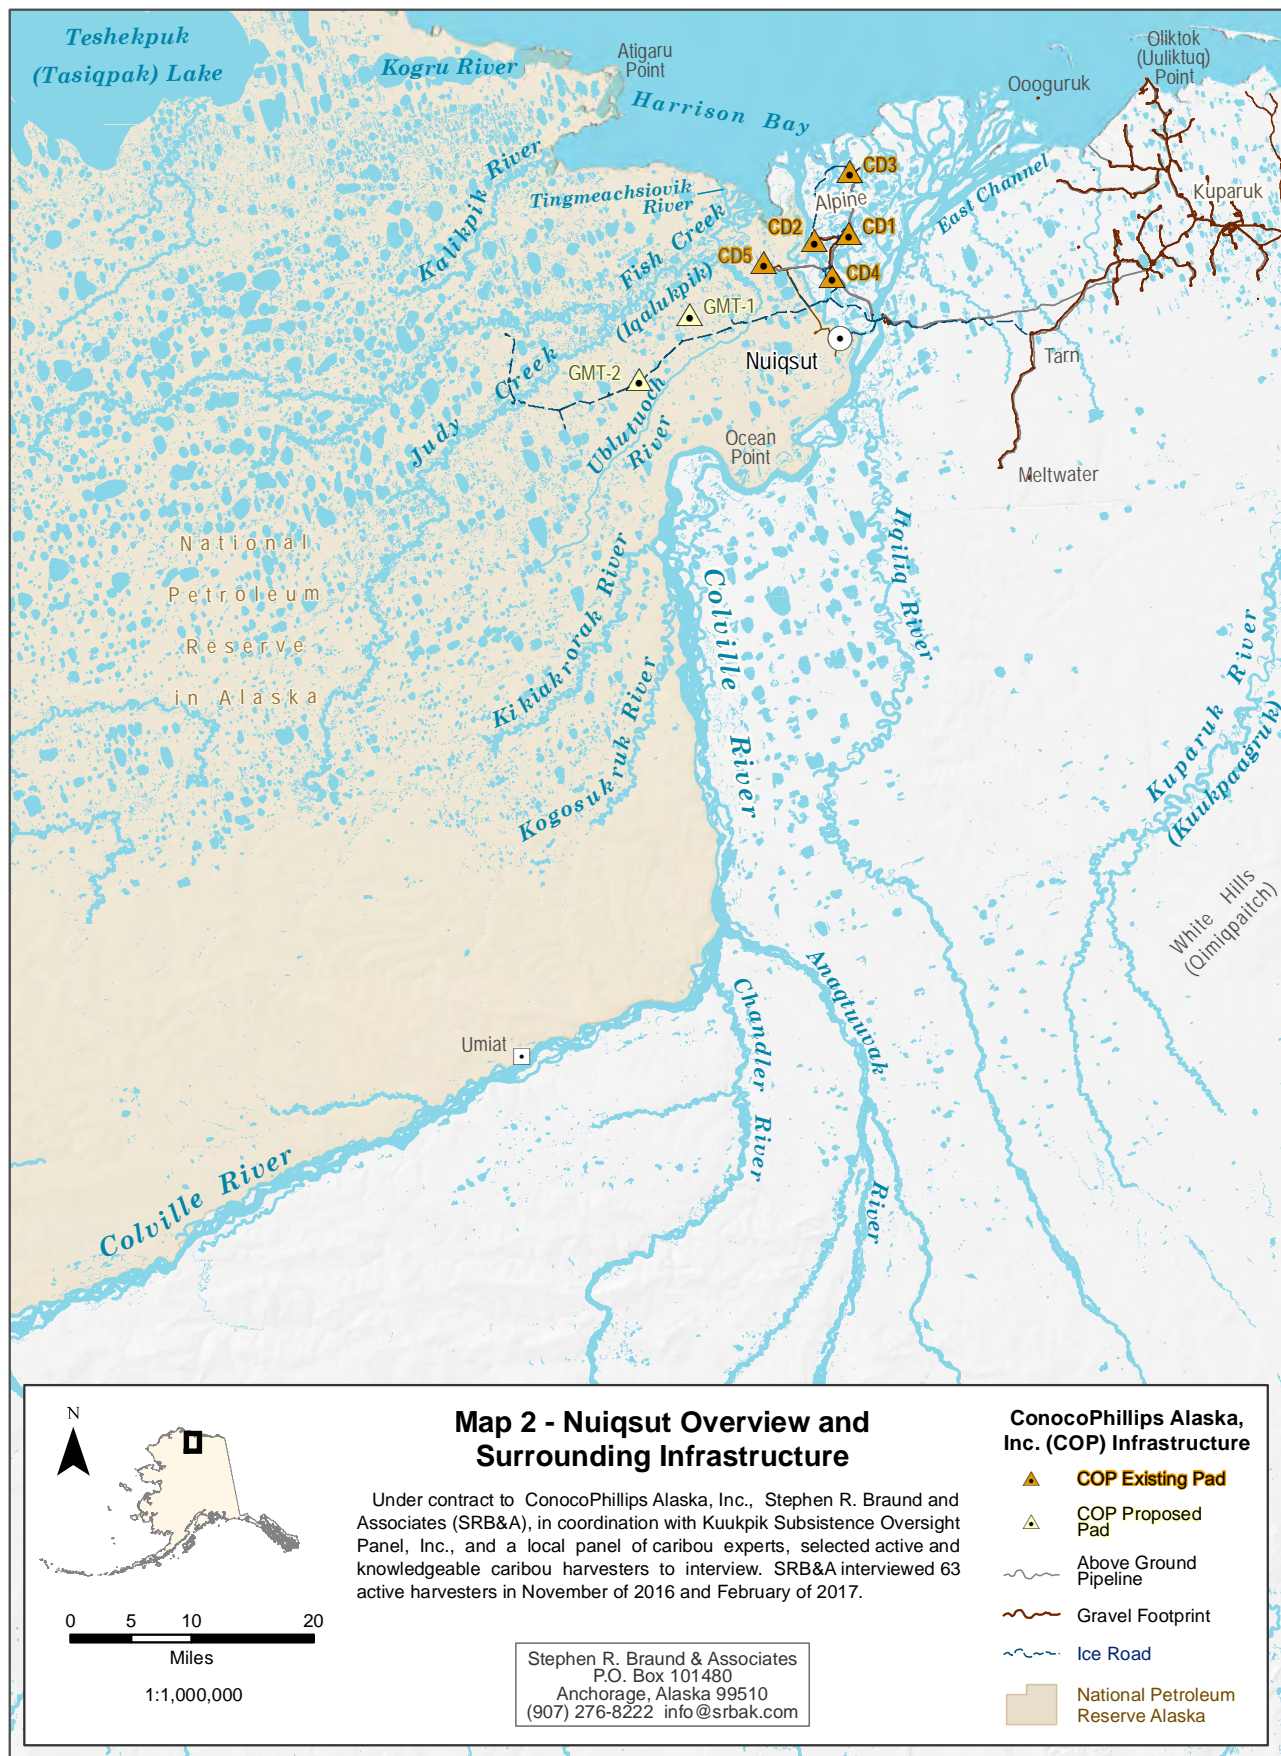 Teshekpuk
(Tasiqpak) Lake
Kogru River
Atigaru
Point
Harrison Bay
Oooguruk
Oliktok
(Uuliktuq)
Point
Kalikpik River
Tingmeachsiovik
River
Fish Creek
(Iqalukpik)
CD3
Alpine
East Channel
Kuparuk
CD2
CD1
CD5
CD4
GMT-1
Nuiqsut
Tarn
GMT-2
Judy Creek
Ublutuoch
River
Ocean
Point
Meltwater
National
Petroleum
Reserve
in Alaska
Kikiakrorak River
Kogosukruk River
Colville River
Itqiliq River
Kuparuk River
(Kuukpaaġruk)
White Hills
(Qimiqpaitch)
Anaqtuuvak River
Chandler River
Umiat
Colville River
N
0 5 10 20
Miles
1:1,000,000
Map 2 - Nuiqsut Overview and
Surrounding Infrastructure
Under contract to ConocoPhillips Alaska, Inc., Stephen R. Braund and
Associates (SRB&A), in coordination with Kuukpik Subsistence Oversight
Panel, Inc., and a local panel of caribou experts, selected active and
knowledgeable caribou harvesters to interview. SRB&A interviewed 63
active harvesters in November of 2016 and February of 2017.
Stephen R. Braund & Associates
P.O. Box 101480
Anchorage, Alaska 99510
(907) 276-8222 info@srbak.com
ConocoPhillips Alaska,
Inc. (COP) Infrastructure
COP Existing Pad
COP Proposed
Pad
Above Ground
Pipeline
Gravel Footprint
Ice Road
National Petroleum
Reserve Alaska